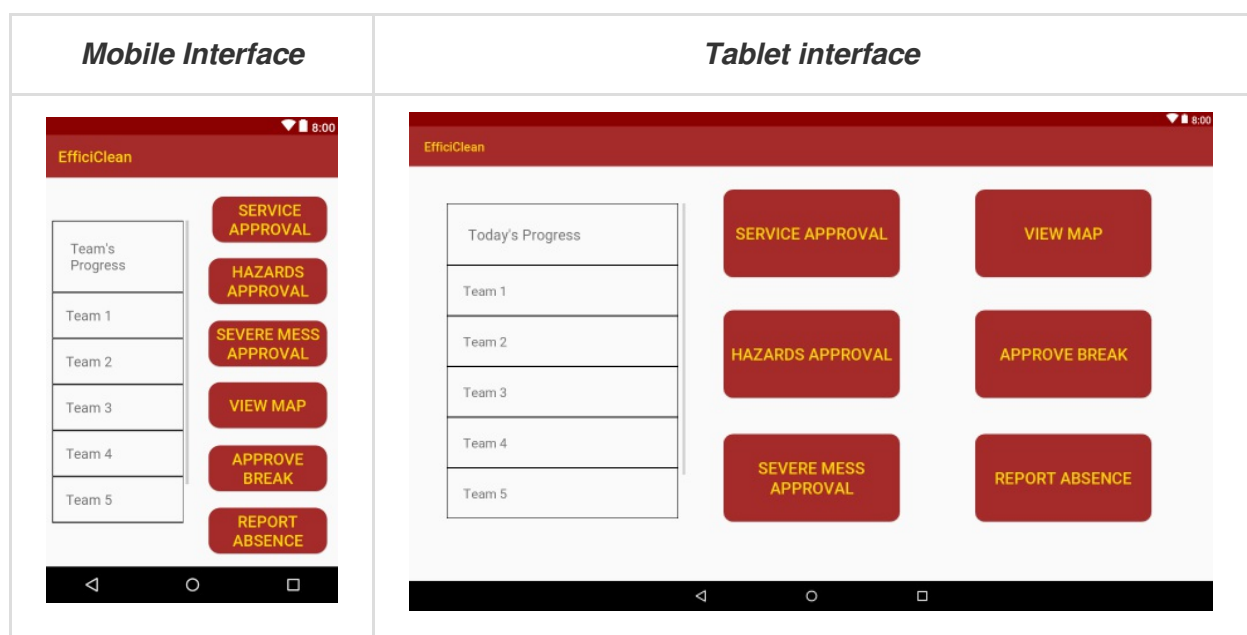 Mobile Interface
Tablet interface
8:00
EfficiClean
Team's
Progress
Team 1
Team 2
Team 3
Team 4
Team 5
SERVICE
APPROVAL
HAZARDS
APPROVAL
SEVERE MESS
APPROVAL
VIEW MAP
APPROVE
BREAK
REPORT
ABSENCE
8:00
EfficiClean
Today's Progress
Team 1
Team 2
Team 3
Team 4
Team 5
SERVICE APPROVAL
VIEW MAP
HAZARDS APPROVAL
APPROVE BREAK
SEVERE MESS
APPROVAL
REPORT ABSENCE